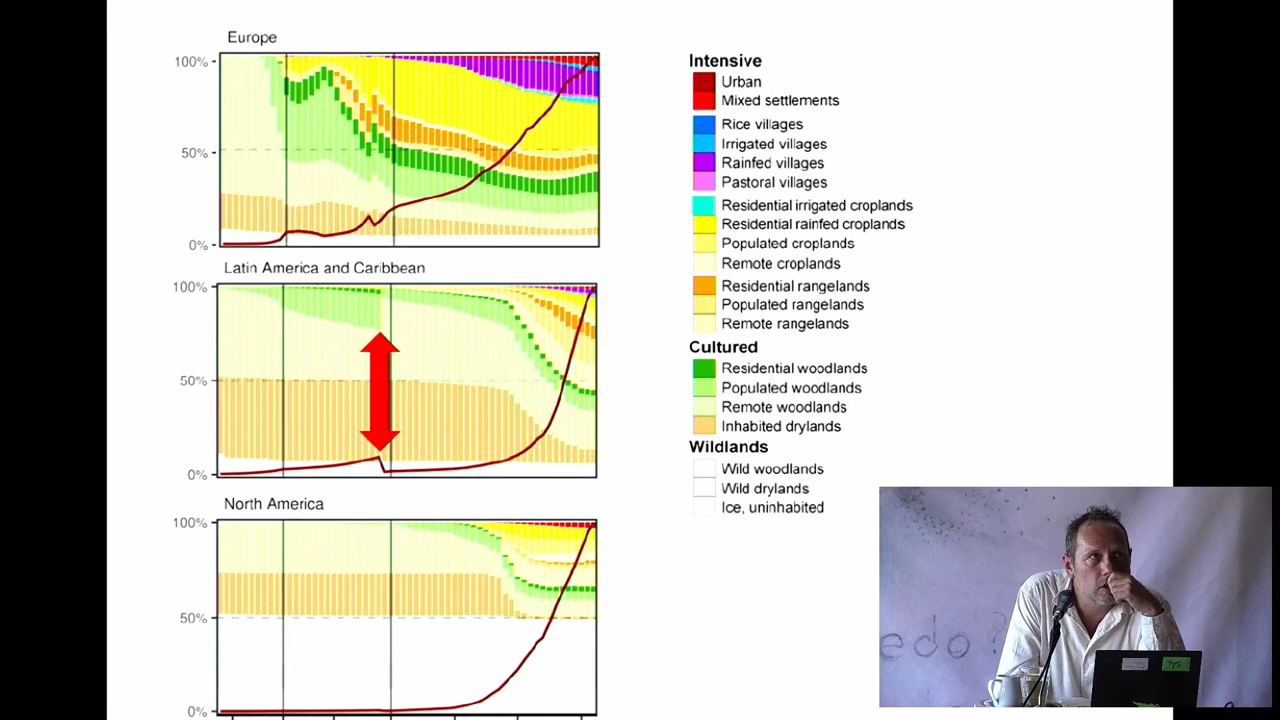 Europe
100%
50%
0%
Latin America and Caribbean
100%
50%
0%
North America
100%
50%
0%
Intensive
Urban
Mixed settlements
Rice villages
Irrigated villages
Rainfed villages
Pastoral villages
Residential irrigated croplands
Residential rainfed croplands
Populated croplands
Remote croplands
Residential rangelands
Populated rangelands
Remote rangelands
Cultured
Residential woodlands
Populated woodlands
Remote woodlands
Inhabited drylands
Wildlands
Wild woodlands
Wild drylands
Ice, uninhabited
edo?